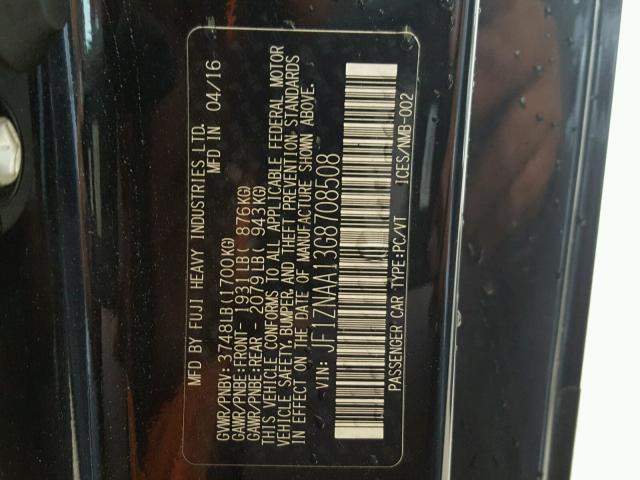 MFD BY FUJI HEAVY INDUSTRIES LTD.
MFD IN 04/16
GVWR/PNBV: 3748LB(1700KG)
GAWR/PNBE:FRONT- 1931LB( 876KG)
GAWR/PNBE:REAR - 2079LB( 943KG)
THIS VEHICLE CONFORMS TO ALL APPLICABLE FEDERAL MOTOR
VEHICLE SAFETY, BUMPER, AND THEFT PREVENTION STANDARDS
IN EFFECT ON THE DATE OF MANUFACTURE SHOWN ABOVE.
VIN: JF1ZNAA13G8708508
PASSENGER CAR TYPE:PC/VT ICES/NMB-002